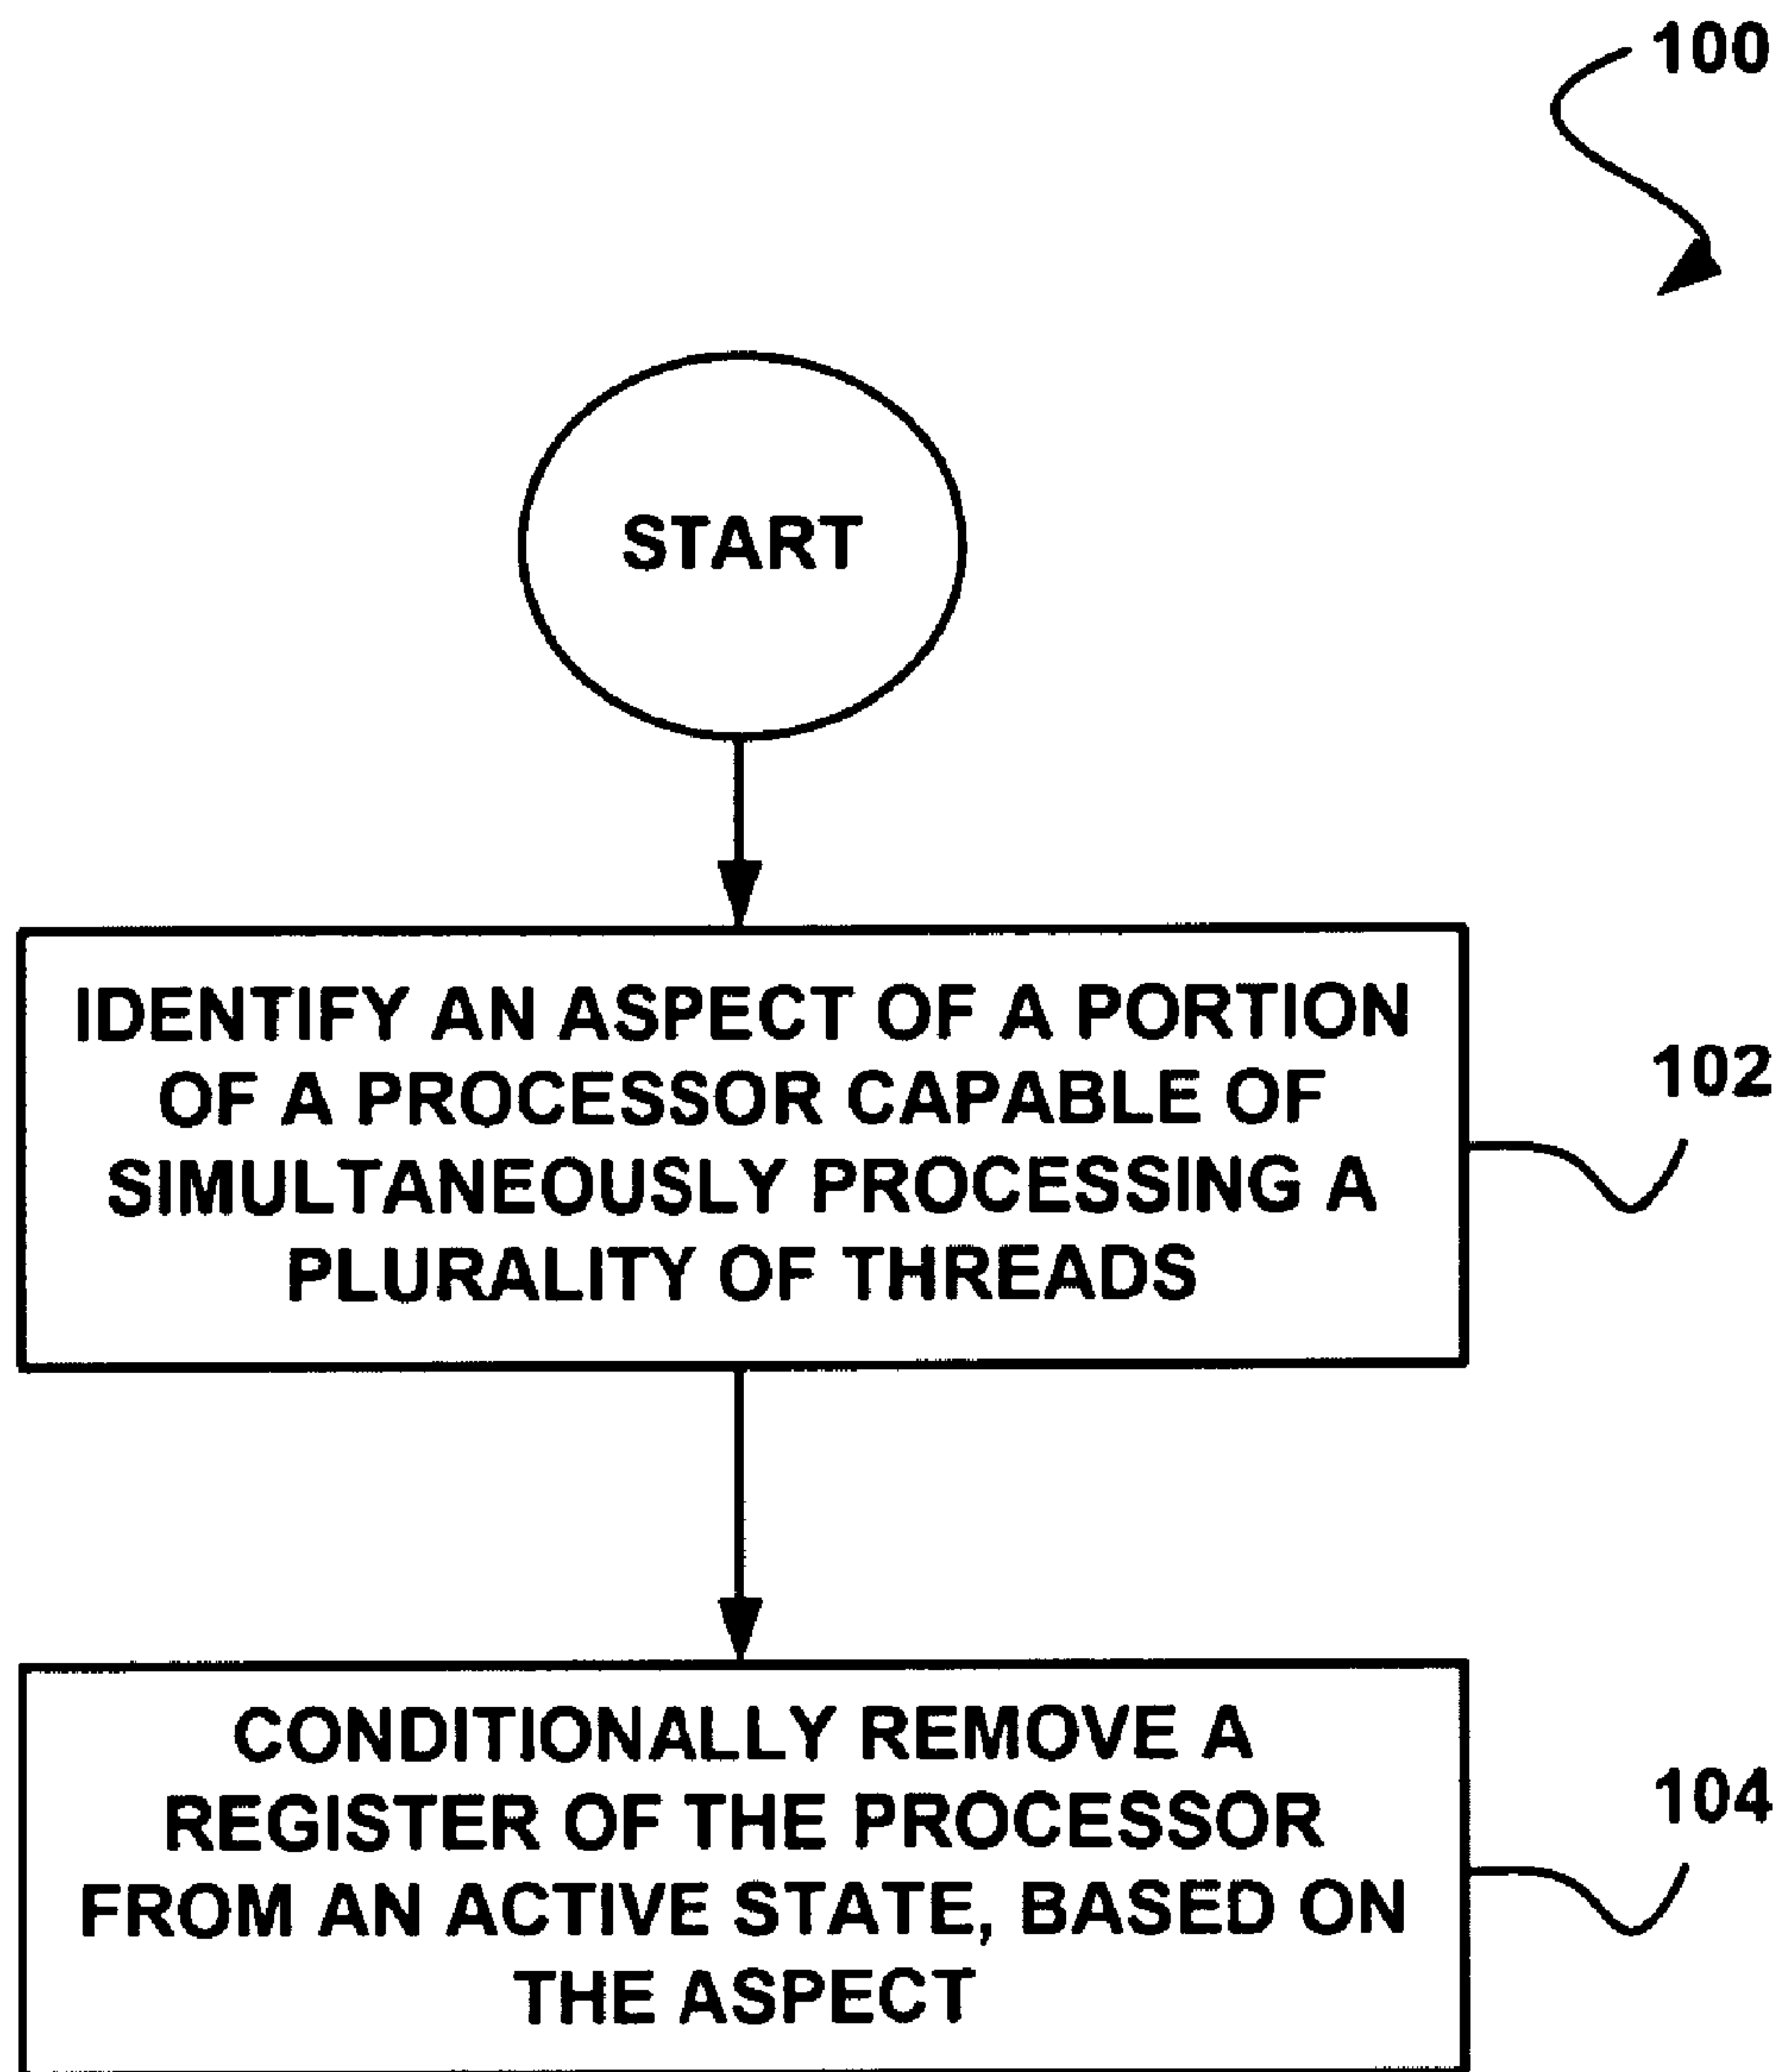 100
START
IDENTIFY AN ASPECT OF A PORTION
OF A PROCESSOR CAPABLE OF
SIMULTANEOUSLY PROCESSING A
PLURALITY OF THREADS
102
CONDITIONALLY REMOVE A
REGISTER OF THE PROCESSOR
FROM AN ACTIVE STATE, BASED ON
THE ASPECT
104